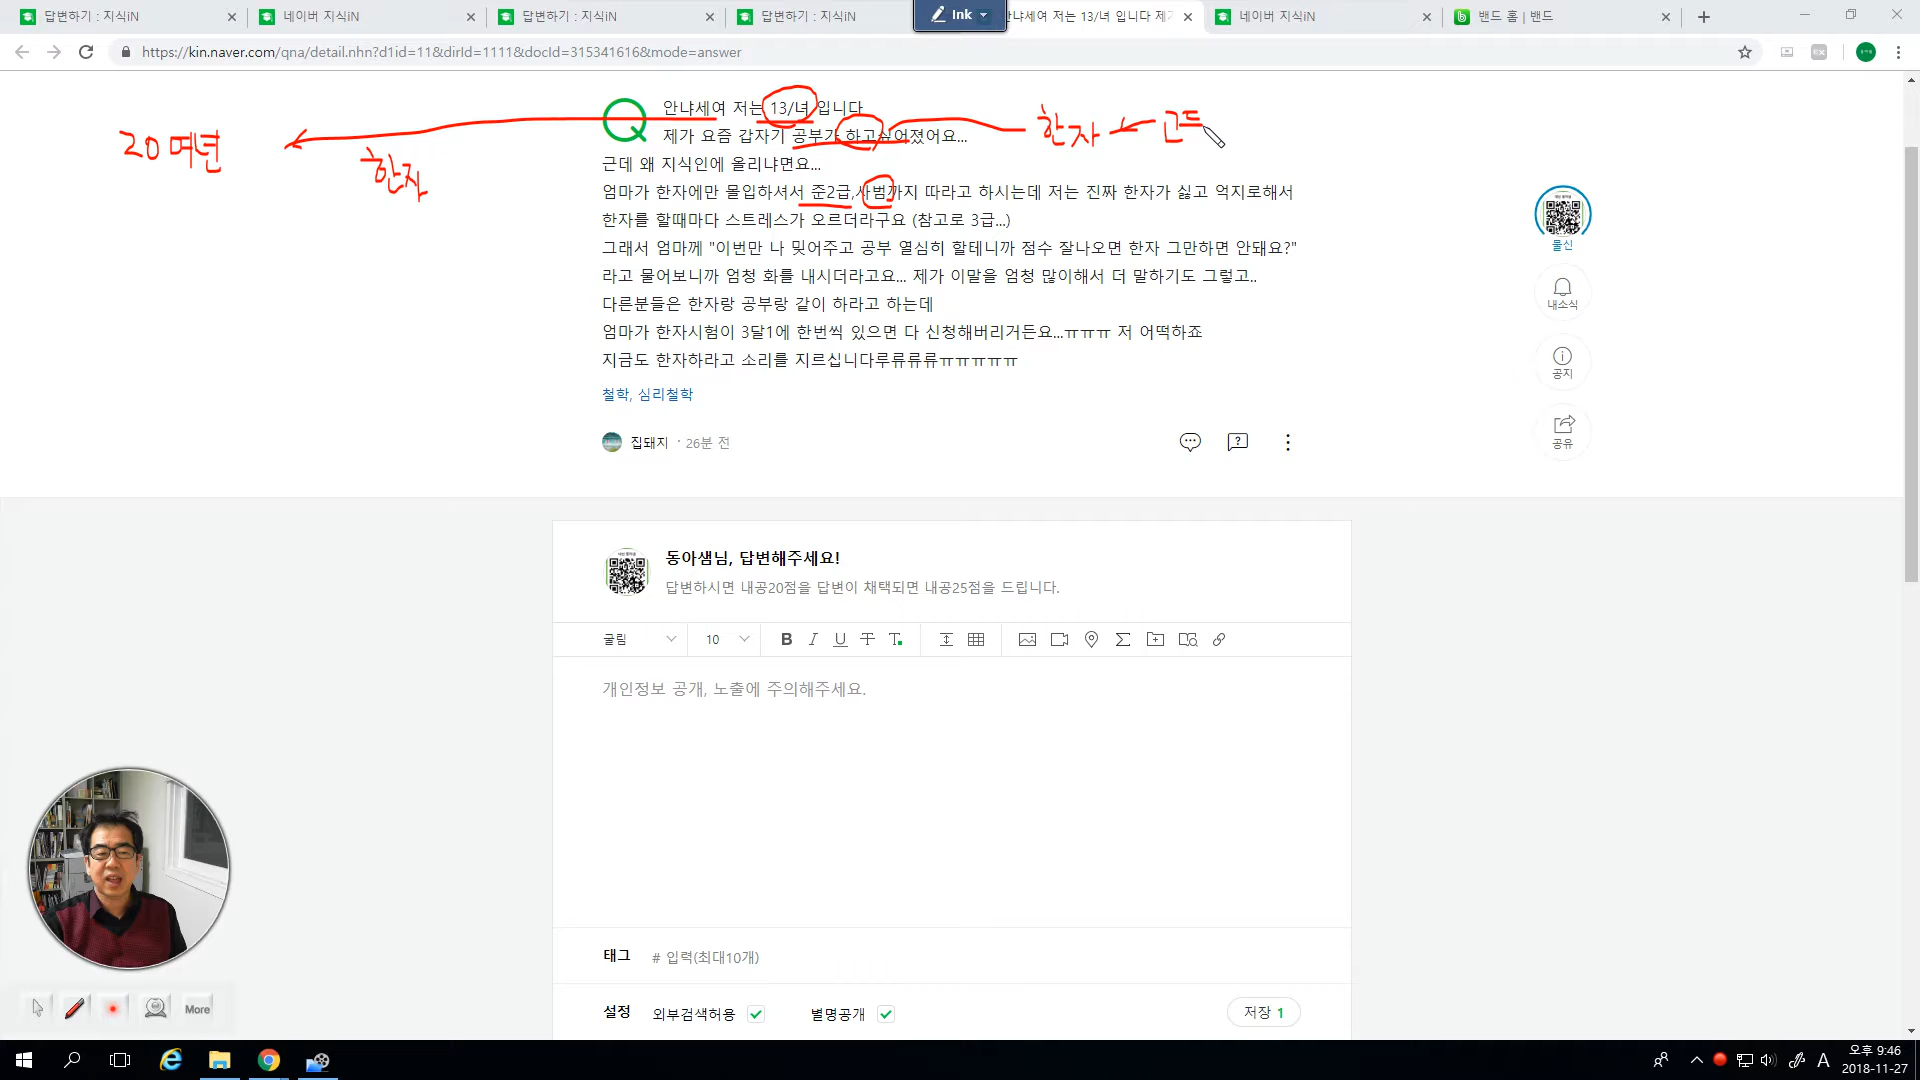 답변하기 : 지식iN
네이버 지식iN
답변하기 : 지식iN
답변하기 : 지식iN
Ink
안냐세여 저는 13/녀 입니다 제
네이버 지식iN
밴드 홈 | 밴드
https://kin.naver.com/qna/detail.nhn?d1id=11&dirId=1111&docId=315341616&mode=answer
안냐세여 저는 13/녀 입니다
제가 요즘 갑자기 공부가 하고싶어졌어요...
20여년
한자
한자
근데 왜 지식인에 올리냐면요...
엄마가 한자에만 몰입하셔서 준2급,사범까지 따라고 하시는데 저는 진짜 한자가 싫고 억지로해서
한자를 할때마다 스트레스가 오르더라구요 (참고로 3급...)
그래서 엄마께 "이번만 나 밎어주고 공부 열심히 할테니까 점수 잘나오면 한자 그만하면 안돼요?"
라고 물어보니까 엄청 화를 내시더라고요... 제가 이말을 엄청 많이해서 더 말하기도 그렇고..
다른분들은 한자랑 공부랑 같이 하라고 하는데
엄마가 한자시험이 3달1에 한번씩 있으면 다 신청해버리거든요...ㅠㅠㅠ 저 어떡하죠
지금도 한자하라고 소리를 지르십니다루류류류ㅠㅠㅠㅠㅠ
철학, 심리철학
집돼지 · 26분 전
물신
내소식
공지
공유
동아샘님, 답변해주세요!
답변하시면 내공20점을 답변이 채택되면 내공25점을 드립니다.
굴림 10 B I U T T
개인정보 공개, 노출에 주의해주세요.
태그 # 입력(최대10개)
설정 외부검색허용 별명공개 저장 1
More
A
오후 9:46
2018-11-27